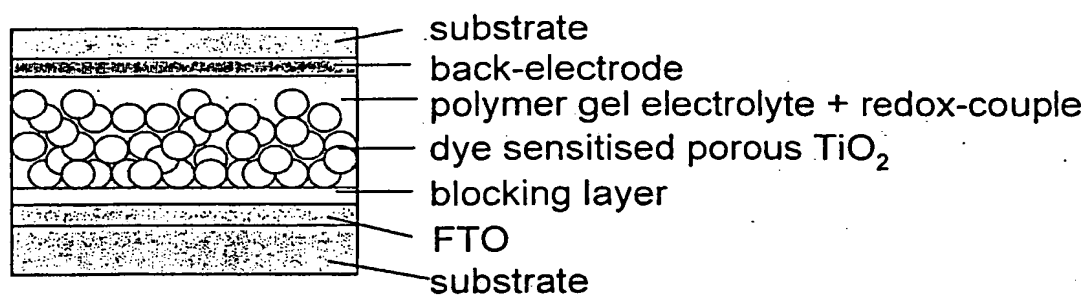 substrate
back-electrode
polymer gel electrolyte + redox-couple
dye sensitised porous TiO₂
blocking layer
FTO
substrate